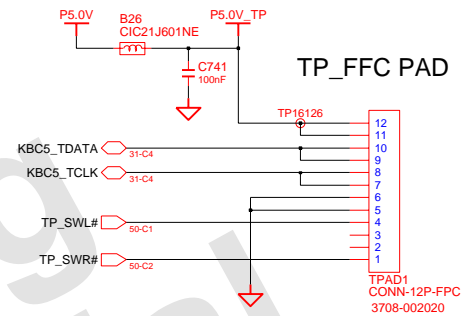 P5.0V
B26
CIC21J601NE
P5.0V_TP
C741
100nF
TP_FFC PAD
TP16126
12
11
KBC5_TDATA
31-C4
10
9
KBC5_TCLK
31-C4
8
7
6
5
TP_SWL#
50-C1
4
3
2
TP_SWR#
50-C2
1
TPAD1
CONN-12P-FPC
3708-002020